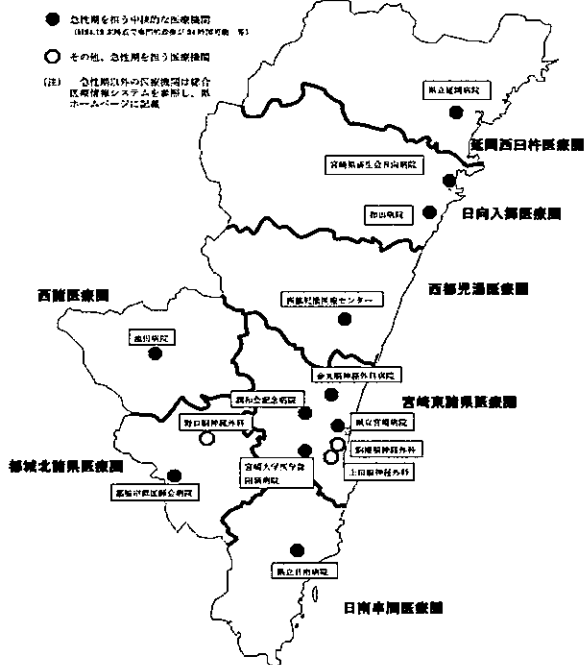 急性期を担う中核的な医療機関
その他、急性期を担う医療機関
(注) 急性期以外の医療機関は総合
医療情報システムを参照し、県
ホームページに記載
県立延岡病院
延岡西臼杵医療圏
宮崎県済生会日向病院
和田病院
日向入郷医療圏
西都児湯医療圏
西諸医療圏
西都児湯医療センター
池田病院
潤和会記念病院
宮崎東諸県医療圏
野口脳神経外科
県立宮崎病院
都城北諸県医療圏
宮崎大学医学部
附属病院
上田脳神経外科
都城市郡医師会病院
県立日南病院
日南串間医療圏